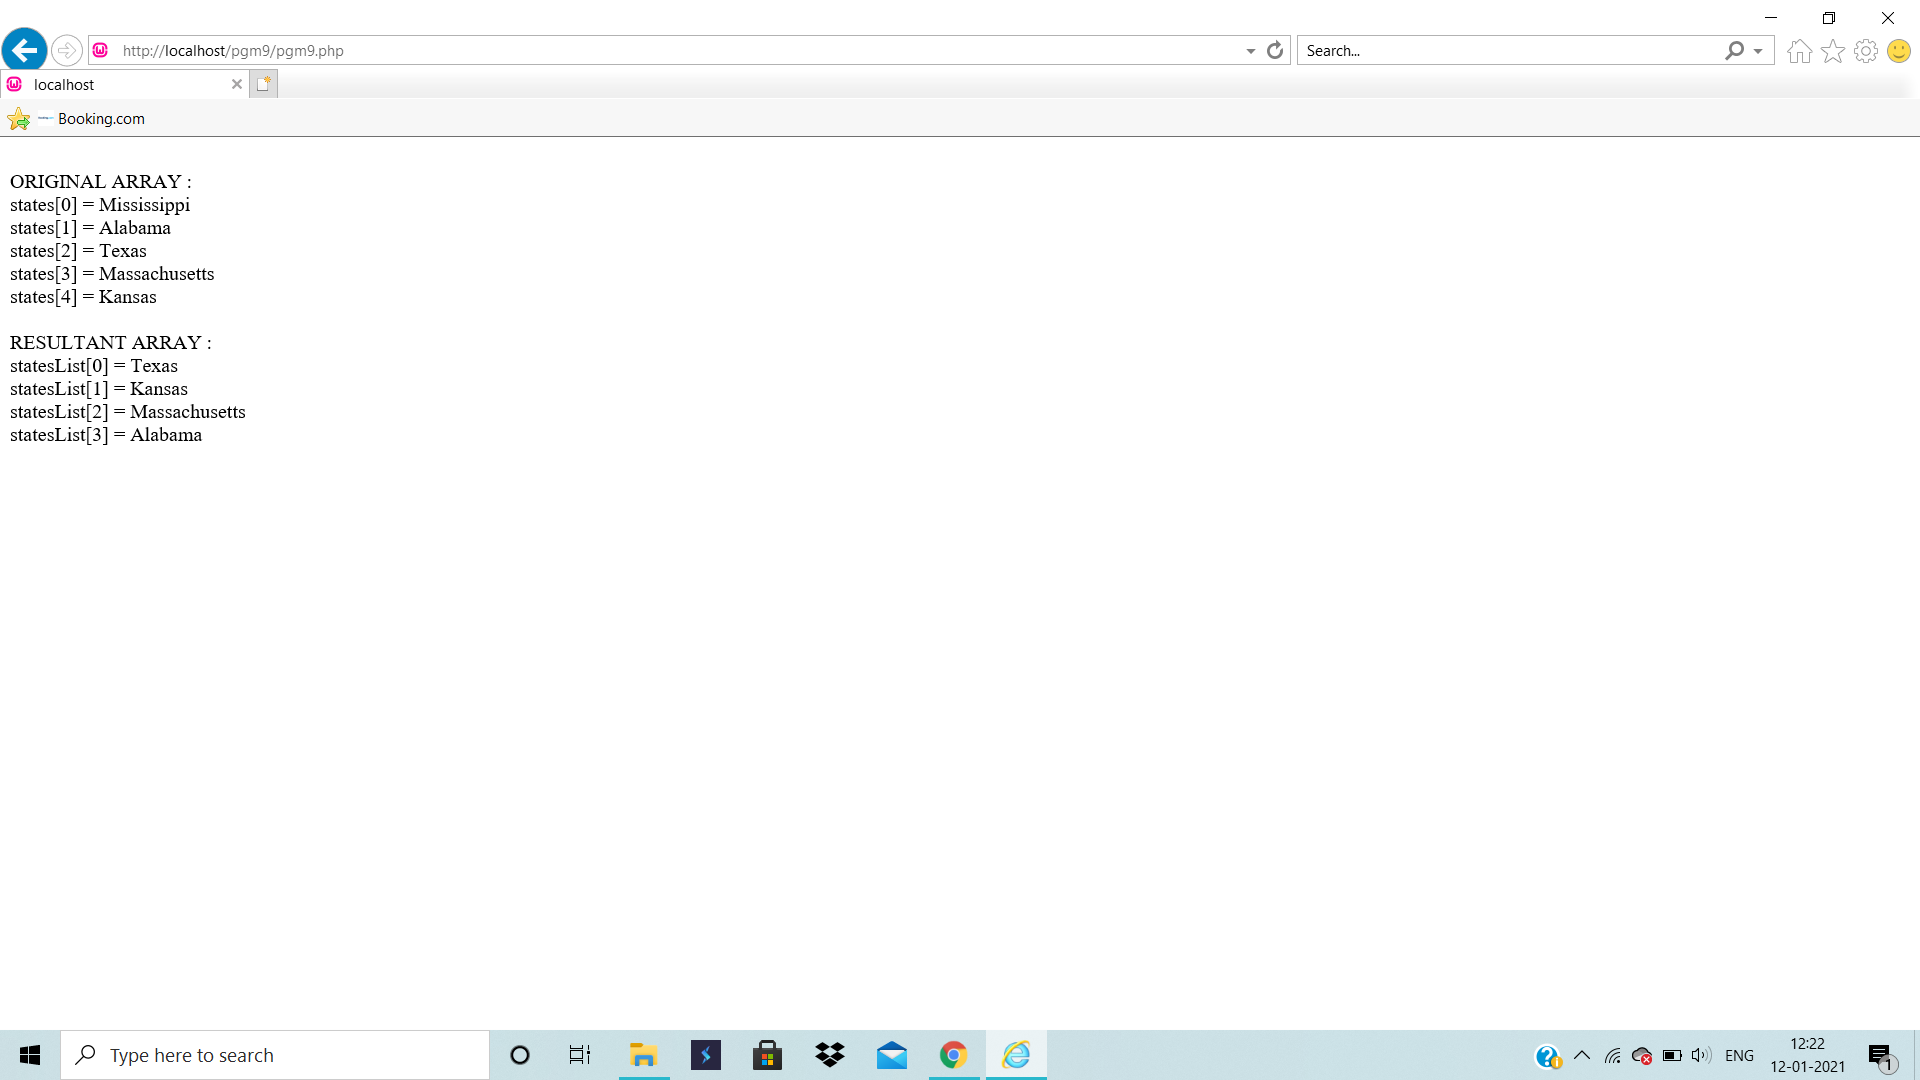 http://localhost/pgm9/pgm9.php
Search...
localhost
Booking.com
ORIGINAL ARRAY :
states[0] = Mississippi
states[1] = Alabama
states[2] = Texas
states[3] = Massachusetts
states[4] = Kansas
RESULTANT ARRAY :
statesList[0] = Texas
statesList[1] = Kansas
statesList[2] = Massachusetts
statesList[3] = Alabama
Type here to search
ENG
12:22
12-01-2021
1